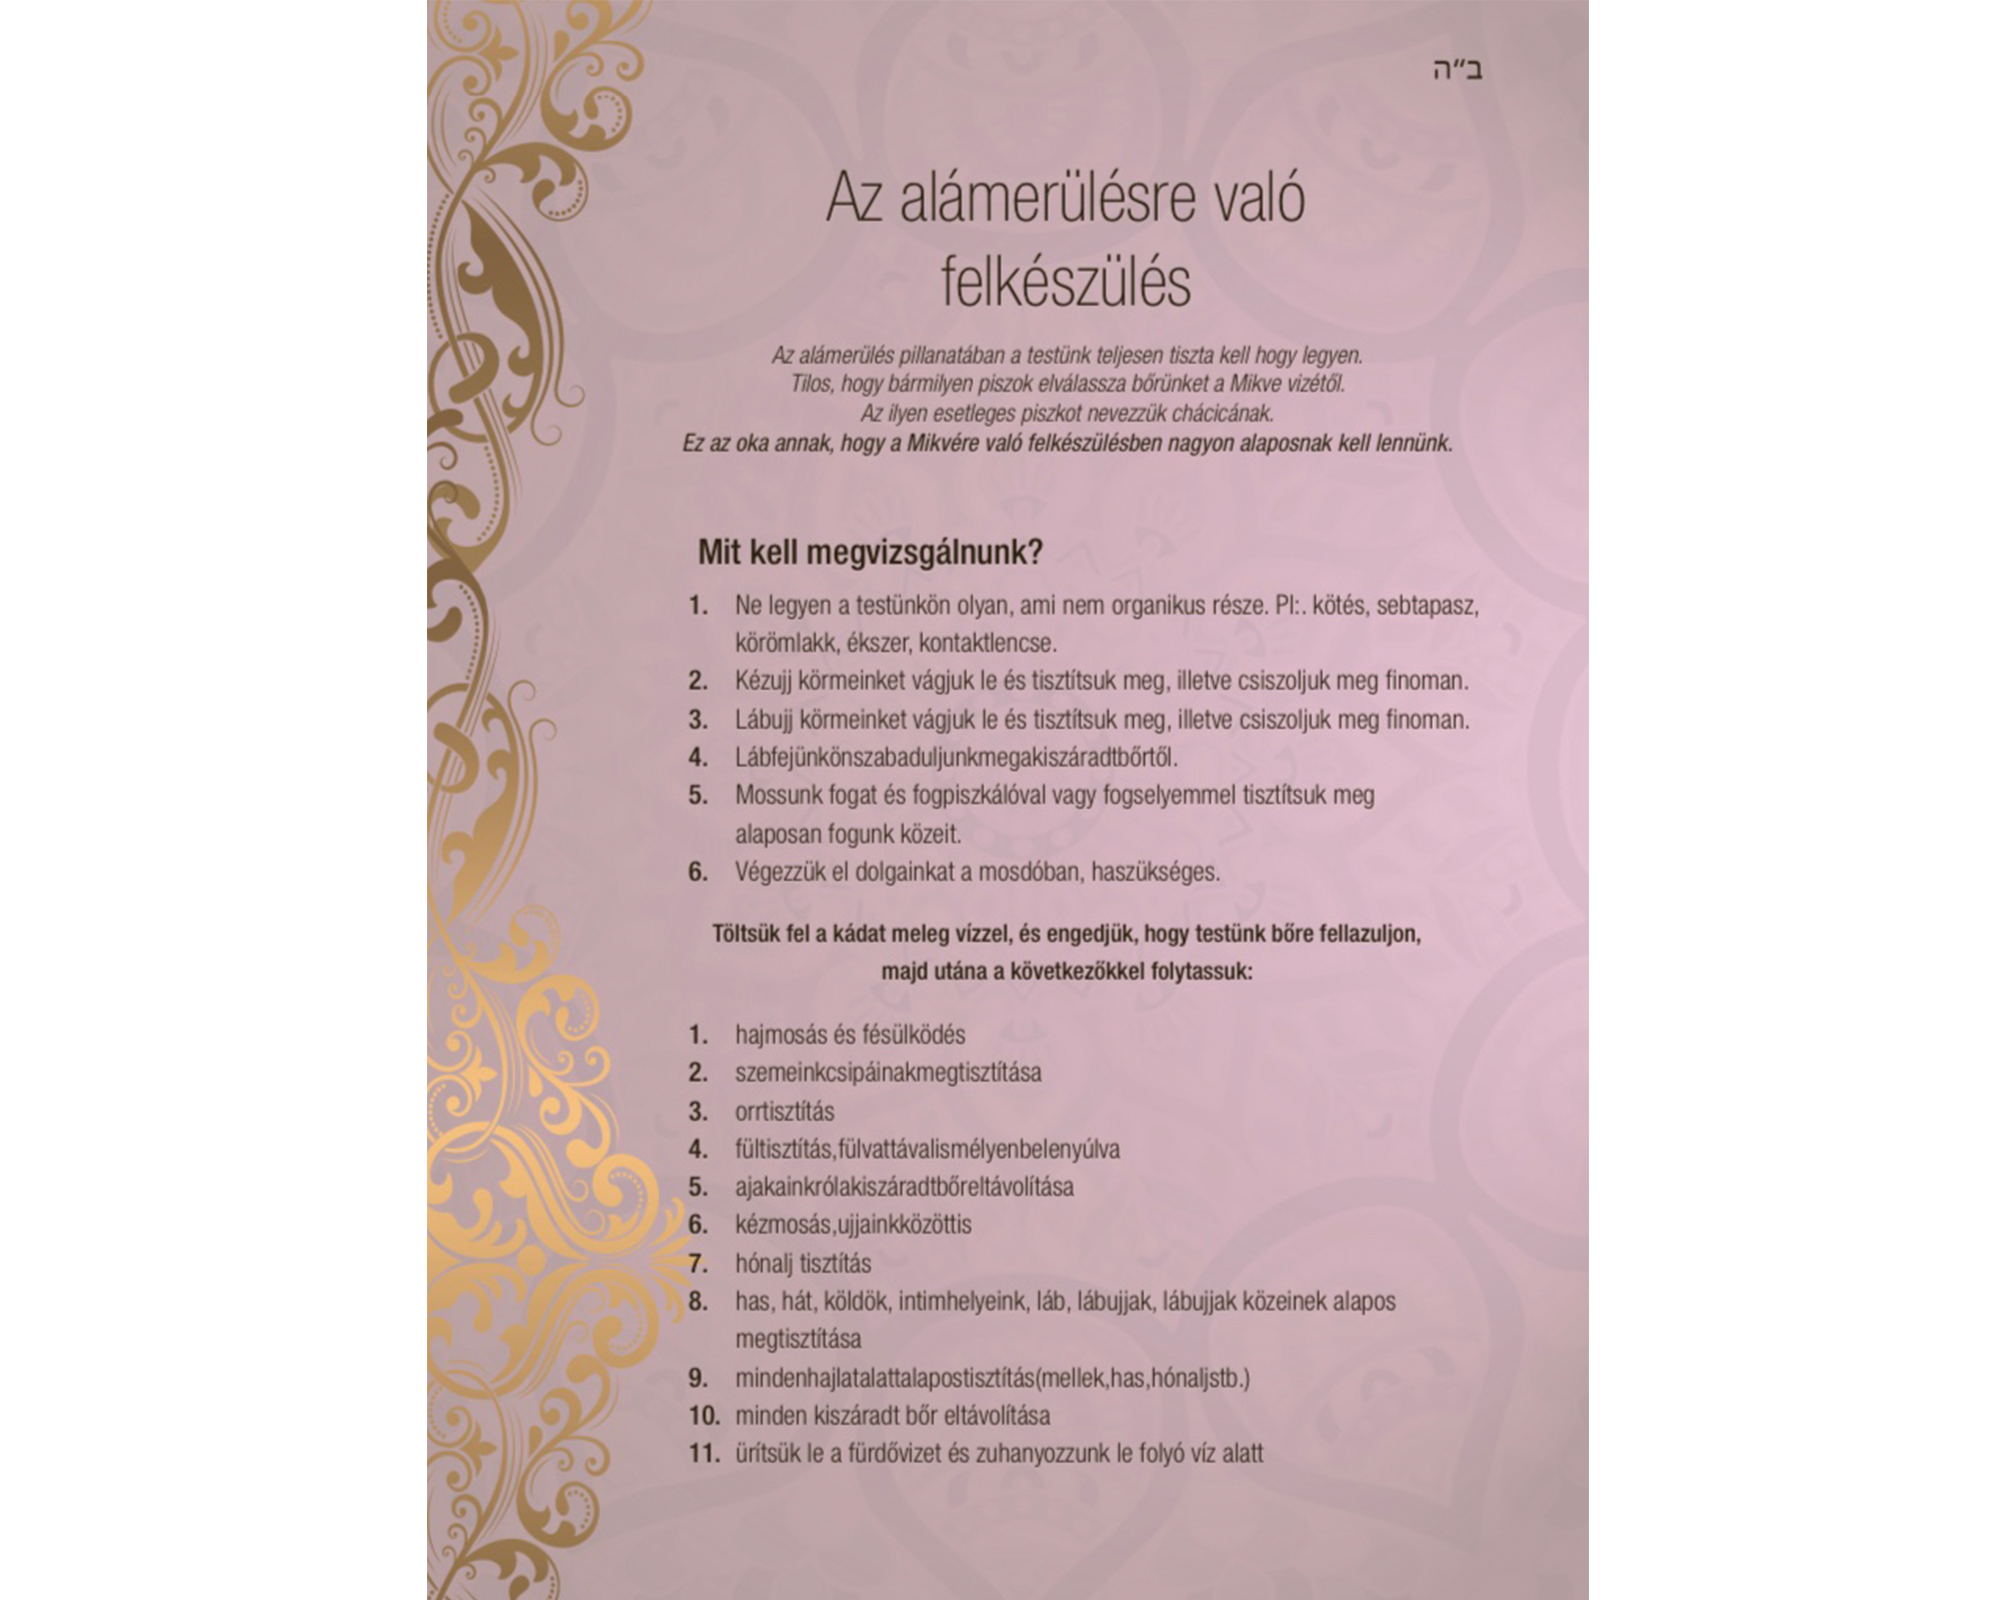 ב״ה
Az alámerülésre való
felkészülés
Az alámerülés pillanatában a testünk teljesen tiszta kell hogy legyen.
Tilos, hogy bármilyen piszok elválassza bőrünket a Mikve vizétől.
Az ilyen esetleges piszkot nevezzük chácicának.
Ez az oka annak, hogy a Mikvére való felkészülésben nagyon alaposnak kell lennünk.
Mit kell megvizsgálnunk?
1. Ne legyen a testünkön olyan, ami nem organikus része. Pl:. kötés, sebtapasz,
körömlakk, ékszer, kontaktlencse.
2. Kézujj körmeinket vágjuk le és tisztítsuk meg, illetve csiszoljuk meg finoman.
3. Lábujj körmeinket vágjuk le és tisztítsuk meg, illetve csiszoljuk meg finoman.
4. Lábfejünkönszabaduljunkmegakiszáradtbőrtől.
5. Mossunk fogat és fogpiszkálóval vagy fogselyemmel tisztítsuk meg
alaposan fogunk közeit.
6. Végezzük el dolgainkat a mosdóban, haszükséges.
Töltsük fel a kádat meleg vízzel, és engedjük, hogy testünk bőre fellazuljon,
majd utána a következőkkel folytassuk:
1. hajmosás és fésülködés
2. szemeinkcsipáinakmegtisztítása
3. orrtisztítás
4. fültisztítás,fülvattávalismélyenbelenyúlva
5. ajakainkrólakiszáradtbőreltávolítása
6. kézmosás,ujjainkközöttis
7. hónalj tisztítás
8. has, hát, köldök, intimhelyeink, láb, lábujjak, lábujjak közeinek alapos
megtisztítása
9. mindenhajlatalattalapostisztítás(mellek,has,hónaljstb.)
10. minden kiszáradt bőr eltávolítása
11. ürítsük le a fürdővizet és zuhanyozzunk le folyó víz alatt